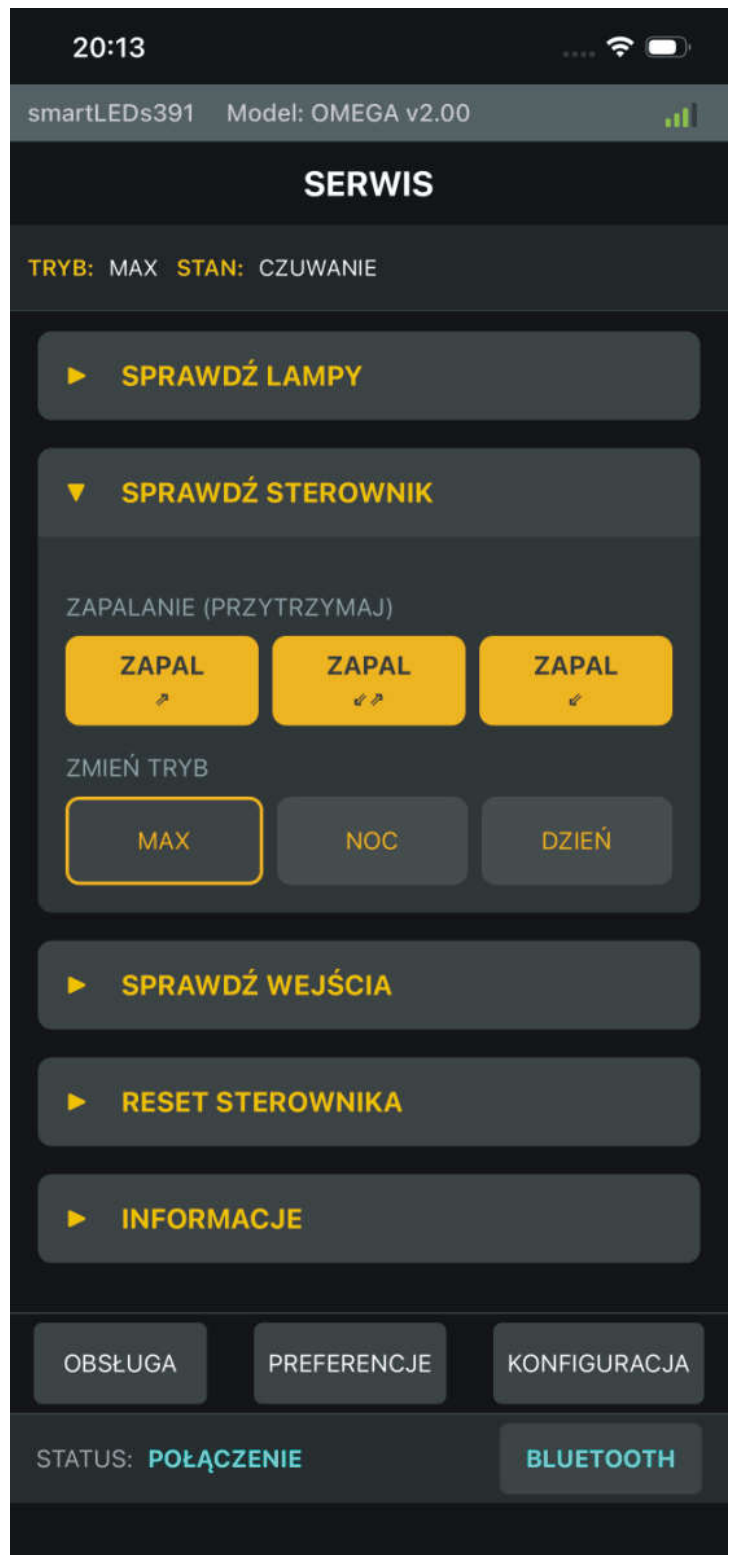 20:13
smartLEDs391 Model: OMEGA v2.00
SERWIS
TRYB: MAX STAN: CZUWANIE
► SPRAWDŹ LAMPY
▼ SPRAWDŹ STEROWNIK
ZAPALANIE (PRZYTRZYMAJ)
ZAPAL ZAPAL ZAPAL
⇗ ⇙⇗ ⇙
ZMIEŃ TRYB
MAX NOC DZIEŃ
► SPRAWDŹ WEJŚCIA
► RESET STEROWNIKA
► INFORMACJE
OBSŁUGA PREFERENCJE KONFIGURACJA
STATUS: POŁĄCZENIE BLUETOOTH